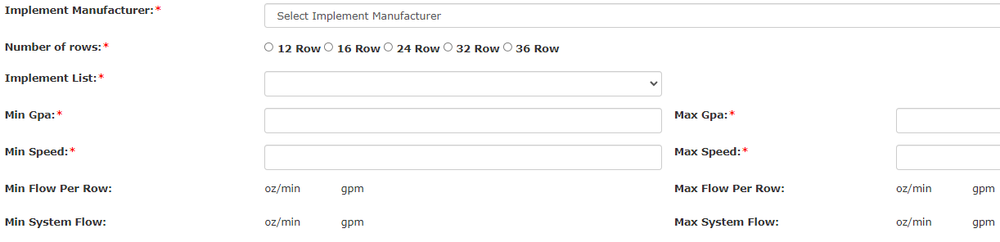 Implement Manufacturer:* Select Implement Manufacturer
Number of rows:* 12 Row 16 Row 24 Row 32 Row 36 Row
Implement List:*
Min Gpa:* Max Gpa:*
Min Speed:* Max Speed:*
Min Flow Per Row: oz/min gpm Max Flow Per Row: oz/min gpm
Min System Flow: oz/min gpm Max System Flow: oz/min gpm